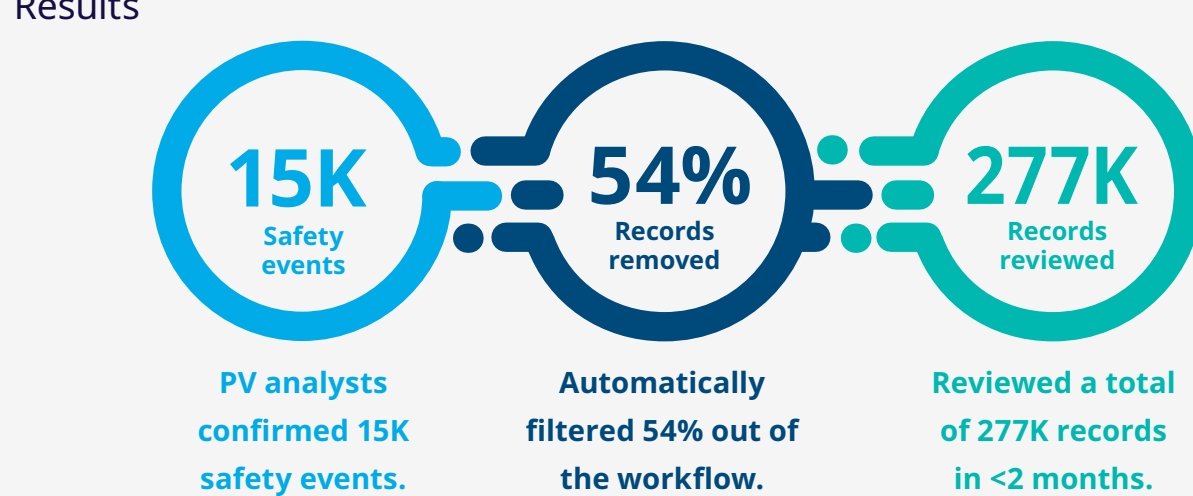 Results
15K
Safety
events
54%
Records
removed
277K
Records
reviewed
PV analysts
confirmed 15K
safety events.
Automatically
filtered 54% out of
the workflow.
Reviewed a total
of 277K records
in <2 months.